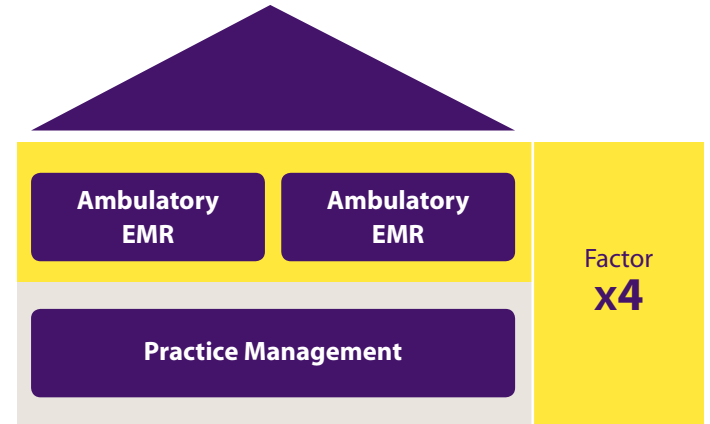 Ambulatory
EMR
Ambulatory
EMR
Factor
x4
Practice Management